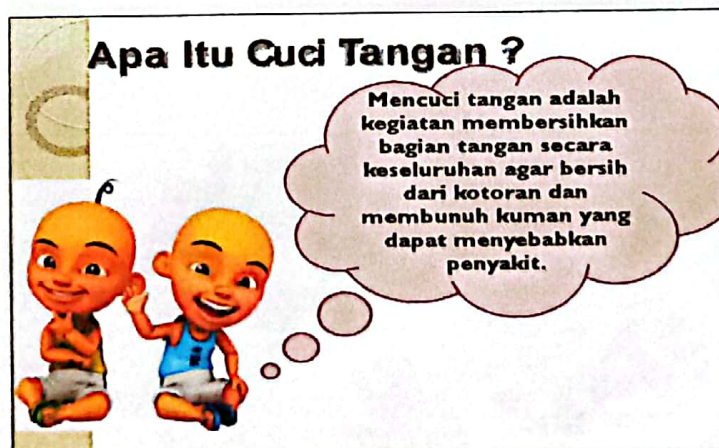 Apa Itu Cuci Tangan ?
Mencuci tangan adalah
kegiatan membersihkan
bagian tangan secara
keseluruhan agar bersih
dari kotoran dan
membunuh kuman yang
dapat menyebabkan
penyakit.